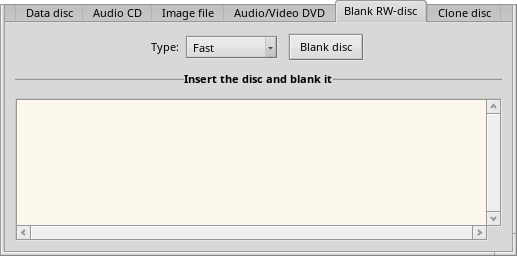 Data disc Audio CD Image file Audio/Video DVD Blank RW-disc Clone disc
Type: Fast Blank disc
Insert the disc and blank it